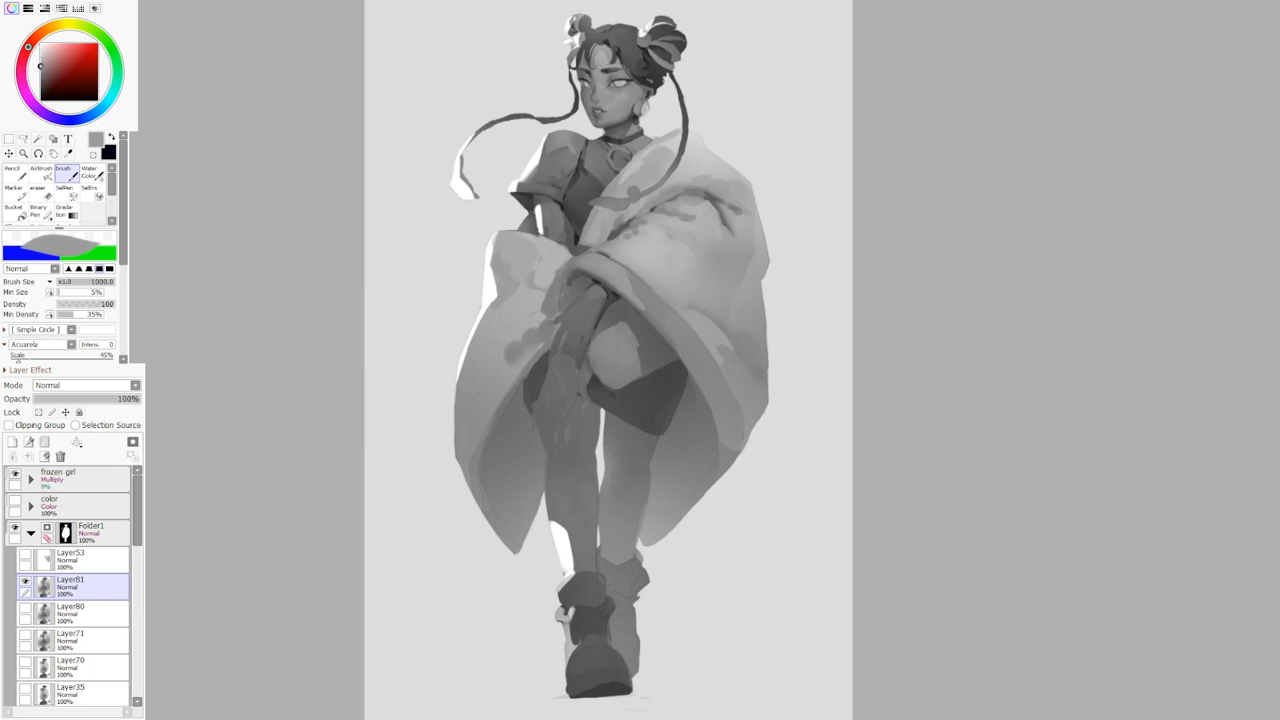 T
Pencil AirBrush brush Water Color
Marker eraser SelPen SelErs
Bucket Binary Pen Gradation
Normal
Brush Size x1.0 1000.0
Min Size 5%
Density 100
Min Density 35%
[ Simple Circle ]
Acuarela Intens. 0
Scale 45%
Layer Effect
Mode Normal
Opacity 100%
Lock
Clipping Group Selection Source
frozen girl
Multiply
9%
color
Color
100%
Folder1
Normal
100%
Layer53
Normal
100%
Layer81
Normal
100%
Layer80
Normal
100%
Layer71
Normal
100%
Layer70
Normal
100%
Layer35
Normal
100%